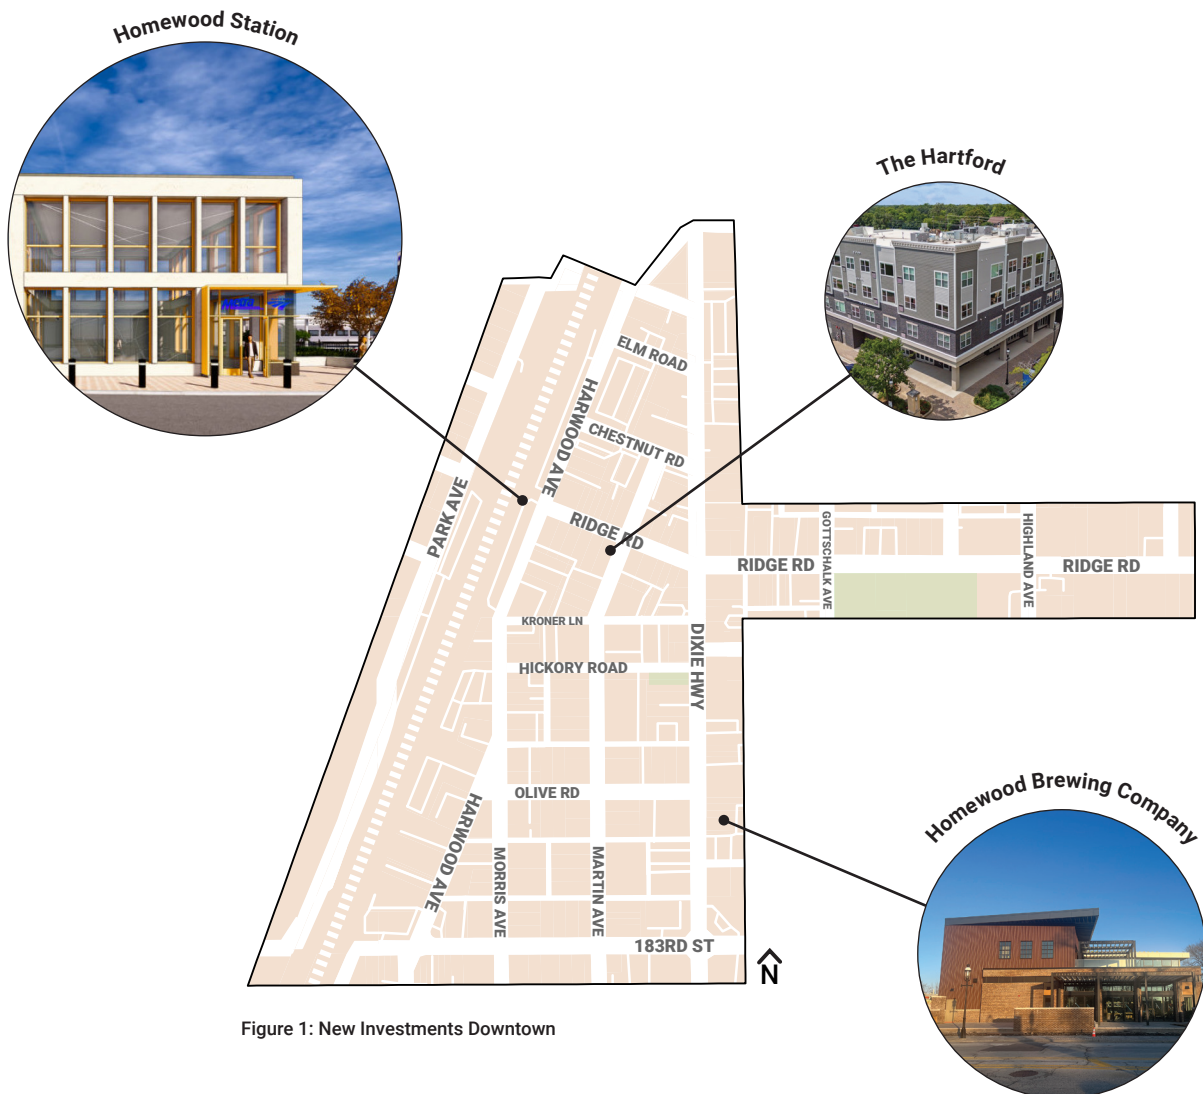 Homewood Station
The Hartford
ELM ROAD
HARWOOD AVE
CHESTNUT RD
PARK AVE
RIDGE RD
GOTTSCHALK AVE
HIGHLAND AVE
RIDGE RD
RIDGE RD
KRONER LN
DIXIE HWY
HICKORY ROAD
Homewood Brewing Company
OLIVE RD
HARWOOD AVE
MORRIS AVE
MARTIN AVE
183RD ST
N
Figure 1: New Investments Downtown